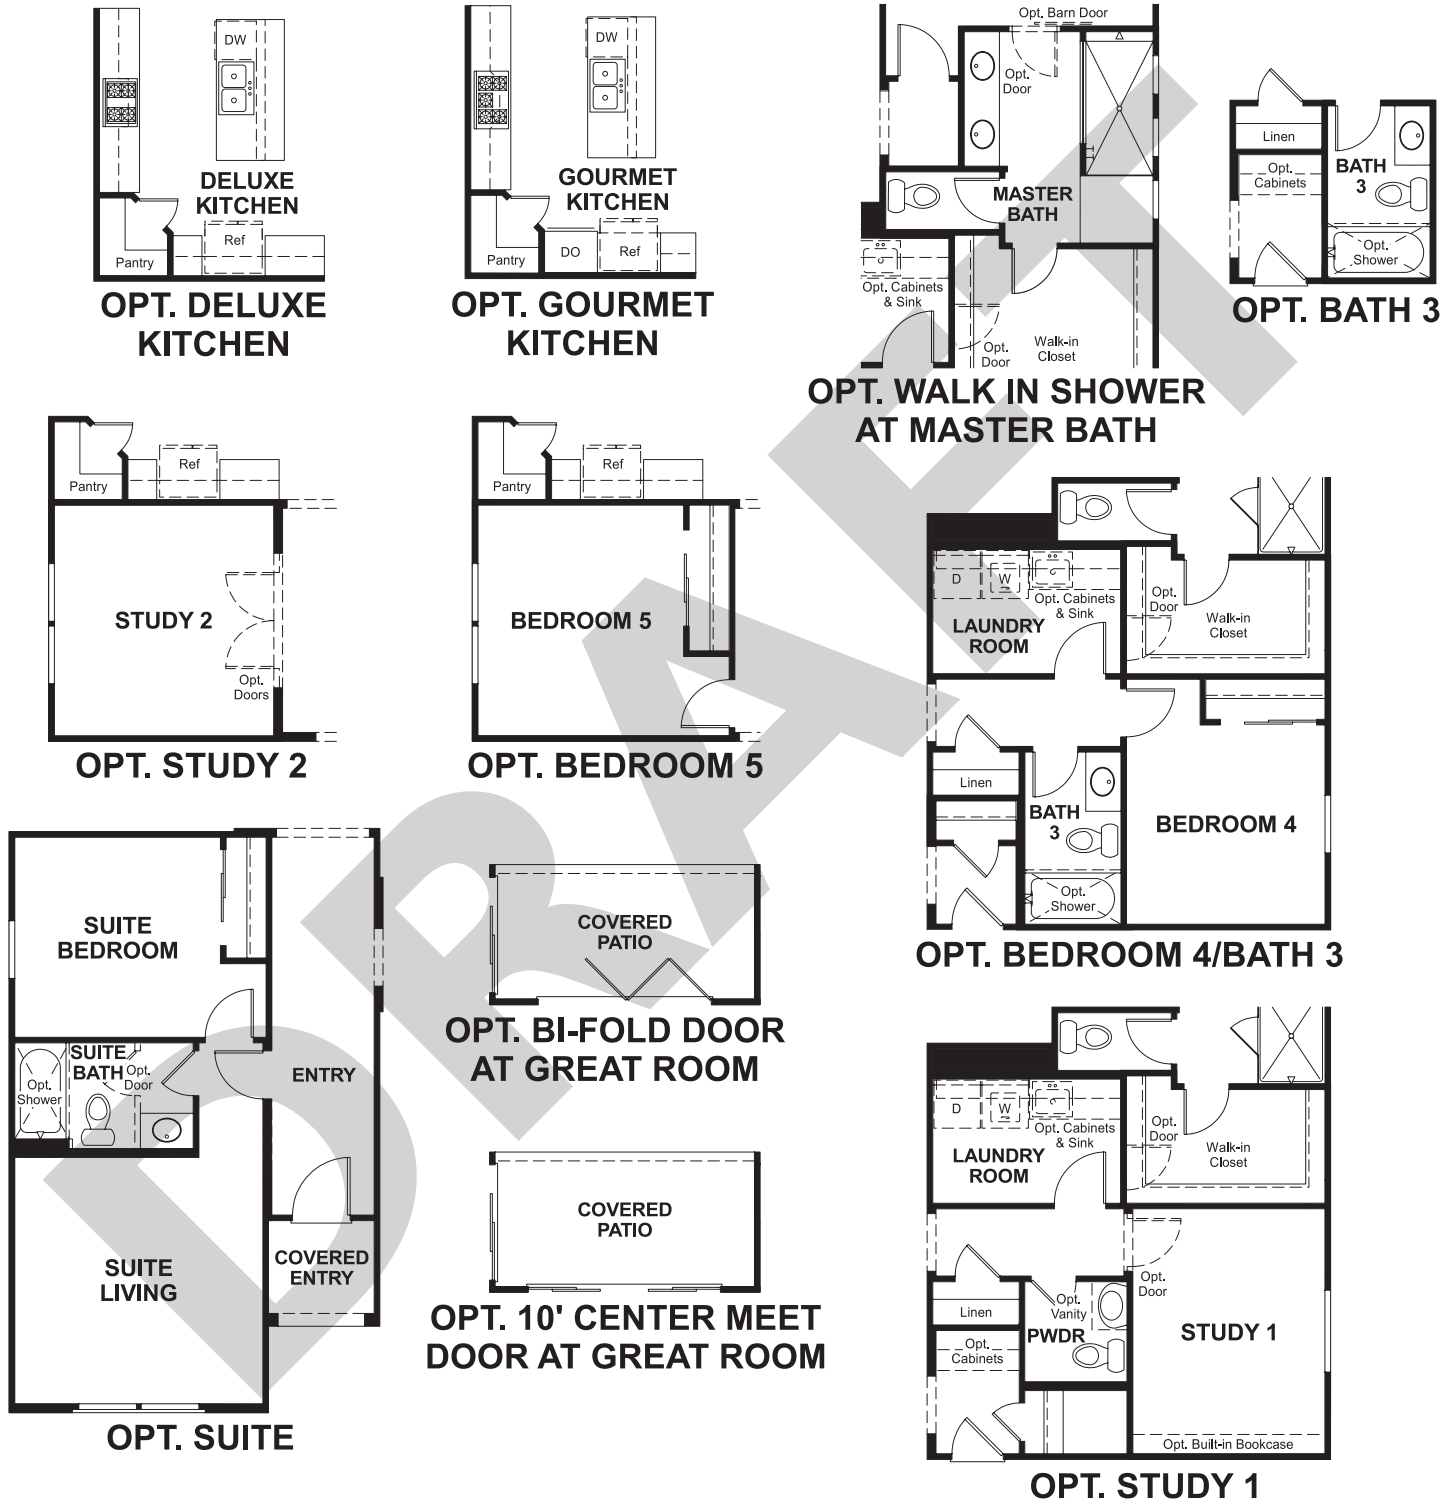 DW
DELUXE
KITCHEN
Ref
Pantry
OPT. DELUXE
KITCHEN
DW
GOURMET
KITCHEN
Pantry
DO
Ref
OPT. GOURMET
KITCHEN
Opt. Barn Door
Opt.
Door
MASTER
BATH
Opt. Cabinets
& Sink
Opt.
Door
Walk-in
Closet
OPT. WALK IN SHOWER
AT MASTER BATH
Linen
Opt.
Cabinets
BATH
3
Opt.
Shower
OPT. BATH 3
Ref
Pantry
STUDY 2
Opt.
Doors
OPT. STUDY 2
Ref
Pantry
BEDROOM 5
OPT. BEDROOM 5
D
W
Opt. Cabinets
& Sink
LAUNDRY
ROOM
Opt.
Door
Walk-in
Closet
Linen
BATH
3
Opt.
Shower
BEDROOM 4
OPT. BEDROOM 4/BATH 3
SUITE
BEDROOM
SUITE
BATH
Opt.
Door
Opt.
Shower
ENTRY
SUITE
LIVING
COVERED
ENTRY
OPT. SUITE
COVERED
PATIO
OPT. BI-FOLD DOOR
AT GREAT ROOM
COVERED
PATIO
OPT. 10' CENTER MEET
DOOR AT GREAT ROOM
D
W
Opt. Cabinets
& Sink
LAUNDRY
ROOM
Opt.
Door
Walk-in
Closet
Opt.
Door
Linen
Opt.
Vanity
PWDR
Opt.
Cabinets
STUDY 1
Opt. Built-in Bookcase
OPT. STUDY 1
DRAFT